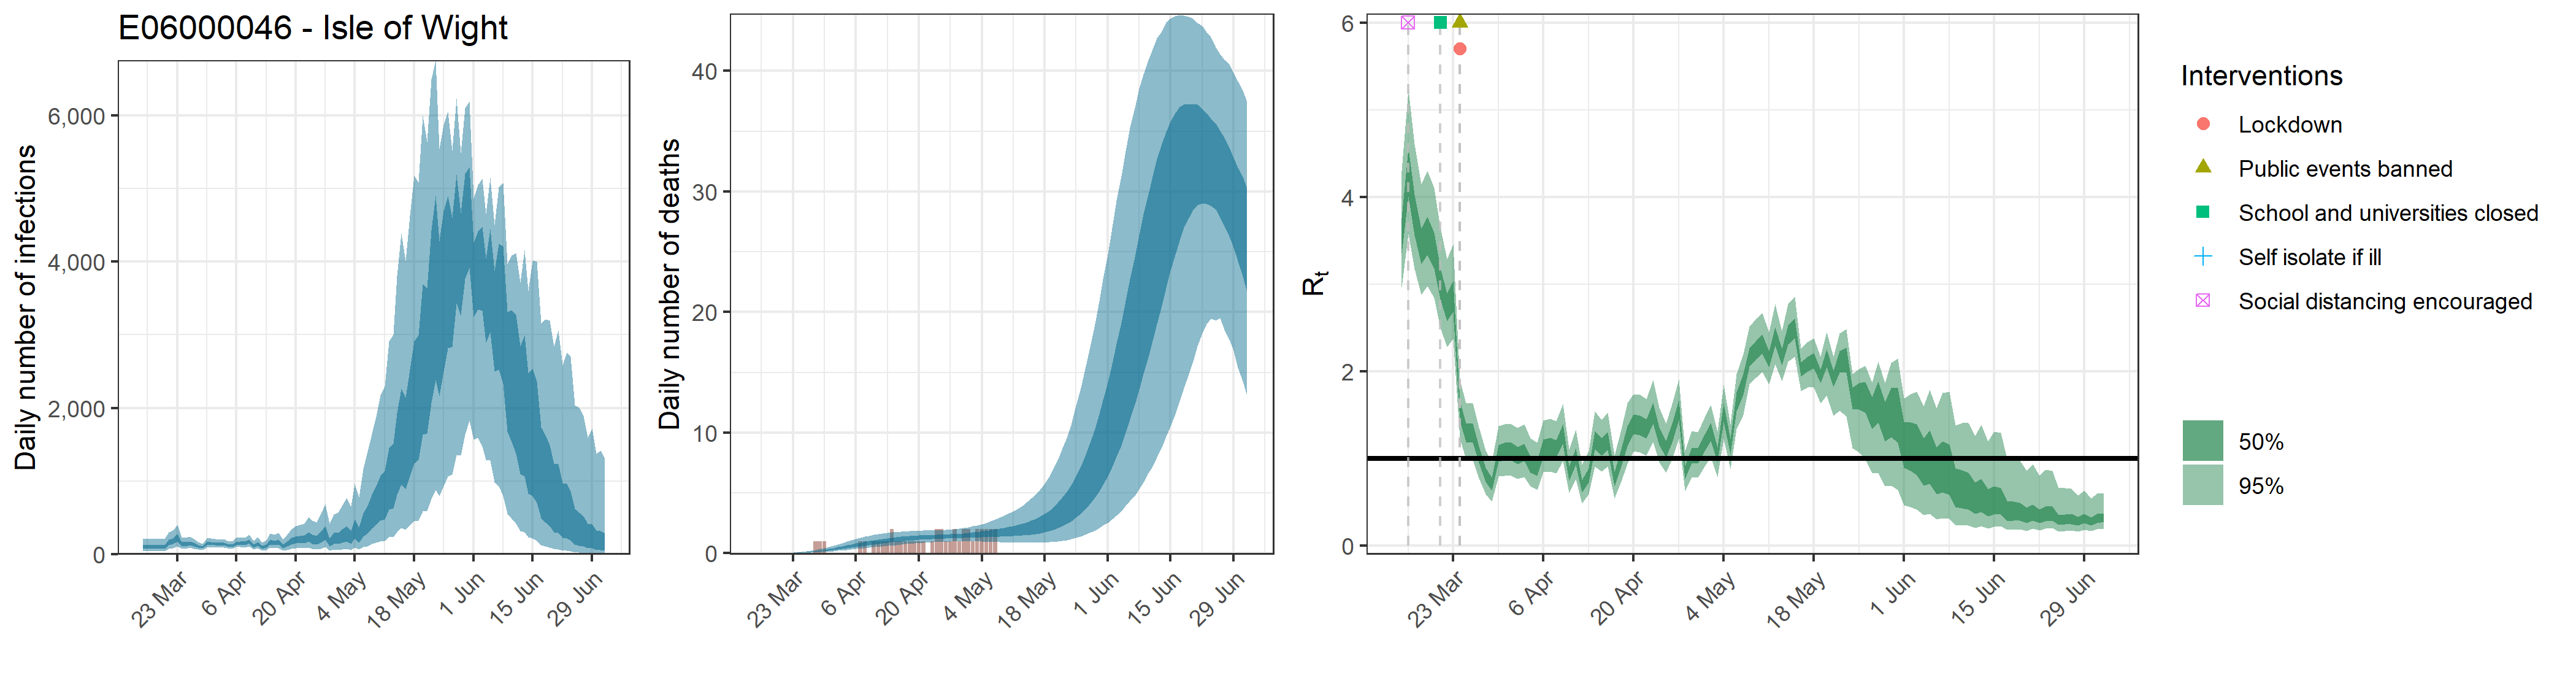 E06000046 - Isle of Wight
Daily number of infections
6,000
4,000
2,000
0
23 Mar
6 Apr
20 Apr
4 May
18 May
1 Jun
15 Jun
29 Jun
Daily number of deaths
40
30
20
10
0
23 Mar
6 Apr
20 Apr
4 May
18 May
1 Jun
15 Jun
29 Jun
Rt
6
4
2
0
23 Mar
6 Apr
20 Apr
4 May
18 May
1 Jun
15 Jun
29 Jun
Interventions
Lockdown
Public events banned
School and universities closed
Self isolate if ill
Social distancing encouraged
50%
95%